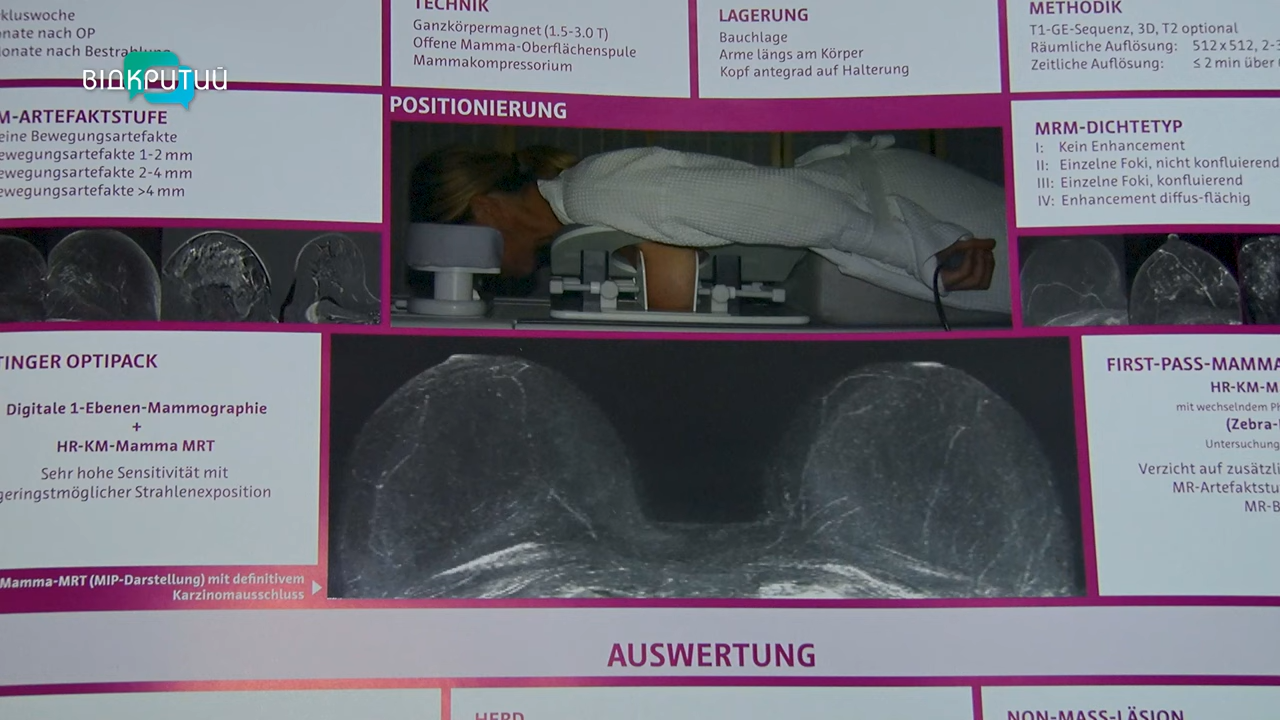 kluswoche
onate nach OP
onate nach Bestrahlung
ВІДКРИТИЙ
TECHNIK
Ganzkörpermagnet (1.5-3.0 T)
Offene Mamma-Oberflächenspule
Mammakompressorium
LAGERUNG
Bauchlage
Arme längs am Körper
Kopf antegrad auf Halterung
METHODIK
T1-GE-Sequenz, 3D, T2 optional
Räumliche Auflösung: 512 x 512, 2-3
Zeitliche Auflösung: ≤ 2 min über
M-ARTEFAKTSTUFE
eine Bewegungsartefakte
ewegungsartefakte 1-2 mm
ewegungsartefakte 2-4 mm
ewegungsartefakte >4 mm
POSITIONIERUNG
MRM-DICHTETYP
I: Kein Enhancement
II: Einzelne Foki, nicht konfluierend
III: Einzelne Foki, konfluierend
IV: Enhancement diffus-flächig
TINGER OPTIPACK
Digitale 1-Ebenen-Mammographie
+
HR-KM-Mamma MRT
Sehr hohe Sensitivität mit
geringstmöglicher Strahlenexposition
Mamma-MRT (MIP-Darstellung) mit definitivem
Karzinomausschluss
FIRST-PASS-MAMMA
HR-KM-M
mit wechselndem Ph
(Zebra-
Untersuchung
Verzicht auf zusätzli
MR-Artefaktstu
MR-B
AUSWERTUNG
HERD
NON-MASS-LÄSION